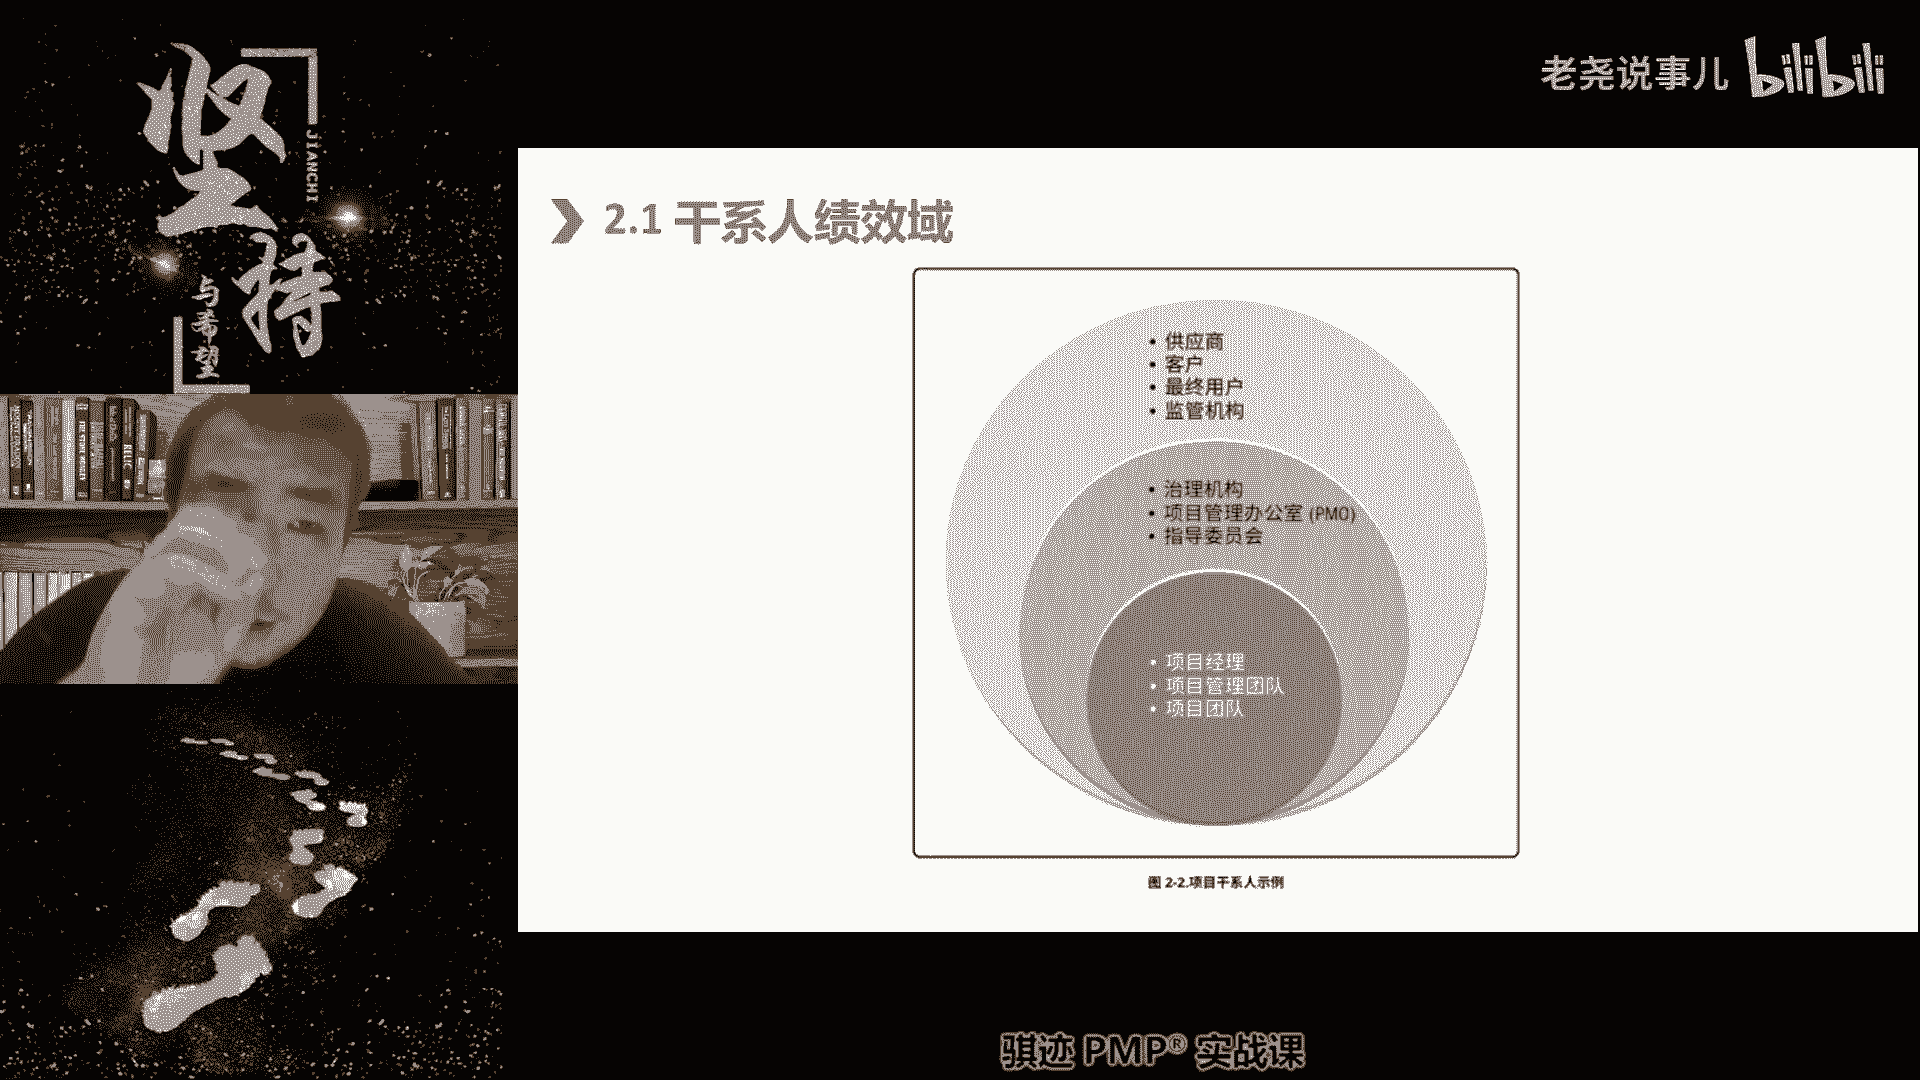 坚持
JIANCHI
与希望
老尧说事儿 bilibili
2.1 干系人绩效域
• 供应商
• 客户
• 最终用户
• 监管机构
• 治理机构
• 项目管理办公室 (PMO)
• 指导委员会
• 项目经理
• 项目管理团队
• 项目团队
图 2-2.项目干系人示例
骐迹 PMP® 实战课